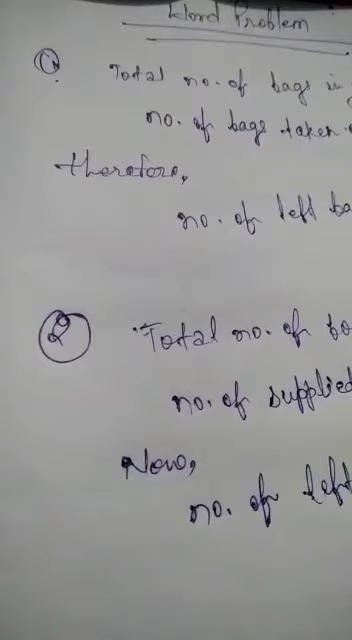 Word Problem
① Total no. of bags in
no. of bags taken
therefore,
no. of left ba
② Total no. of
no. of supplied
Now,
no. of left